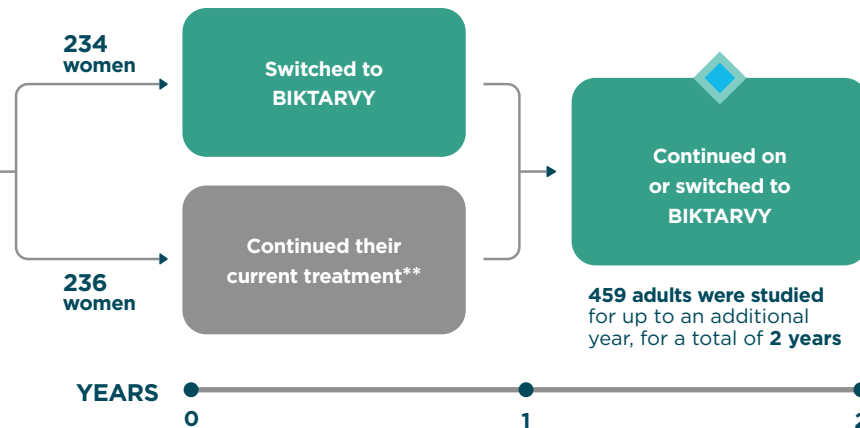 234
women
Switched to
BIKTARVY
236
women
Continued their
current treatment**
Continued on
or switched to
BIKTARVY
459 adults were studied
for up to an additional
year, for a total of 2 years
YEARS
0
1
2